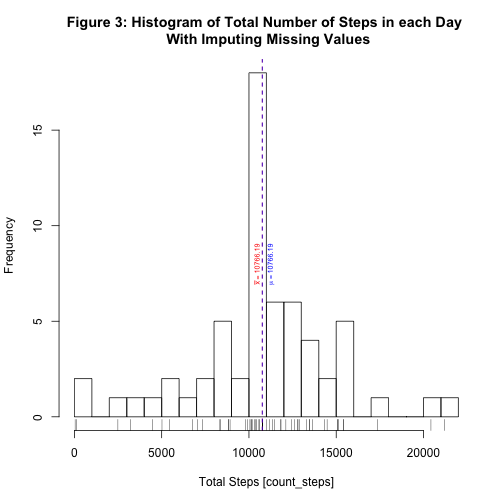 Figure 3: Histogram of Total Number of Steps in each Day
With Imputing Missing Values
Frequency
15
10
5
0
x̅ = 10766.19
μ = 10766.19
0 5000 10000 15000 20000
Total Steps [count_steps]